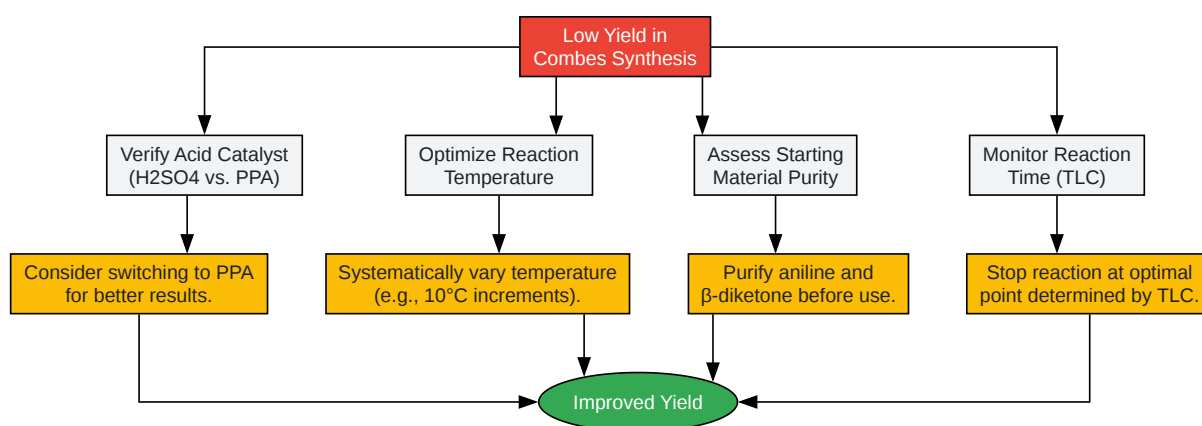 Low Yield in
Combes Synthesis
Verify Acid Catalyst
(H2SO4 vs. PPA)
Optimize Reaction
Temperature
Assess Starting
Material Purity
Monitor Reaction
Time (TLC)
Consider switching to PPA
for better results.
Systematically vary temperature
(e.g., 10°C increments).
Purify aniline and
β-diketone before use.
Stop reaction at optimal
point determined by TLC.
Improved Yield